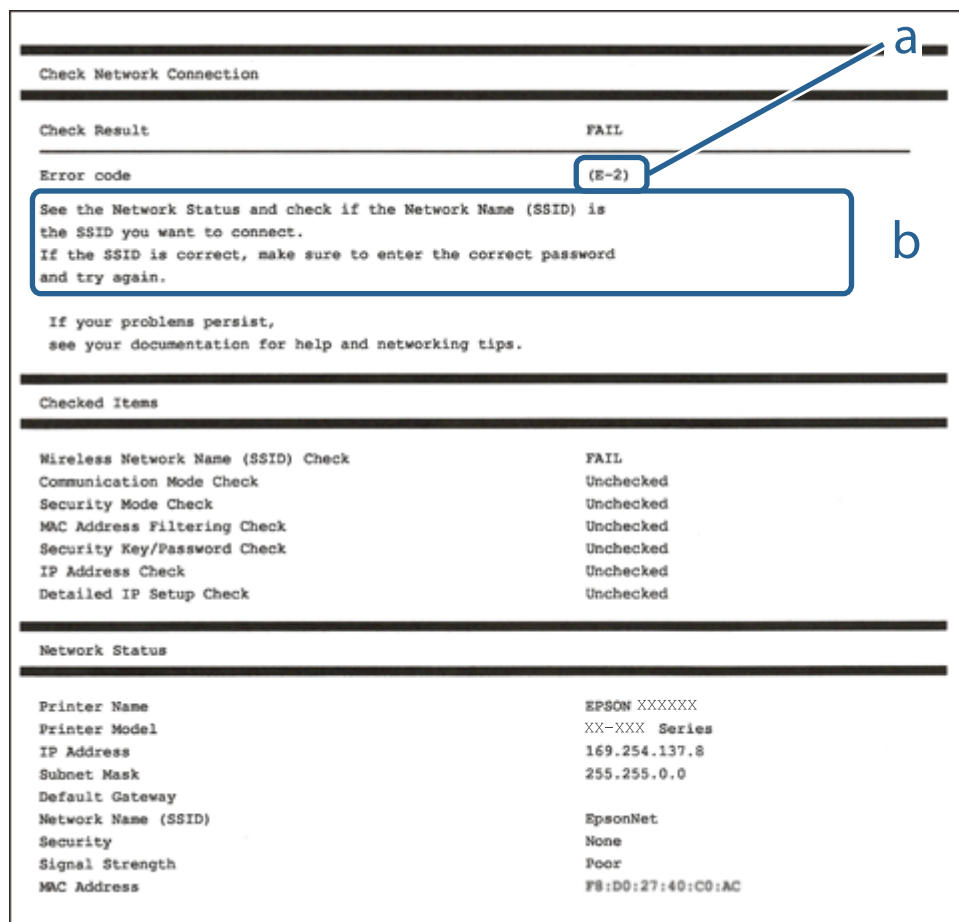 a
Check Network Connection
Check Result FAIL
Error code (E-2)
See the Network Status and check if the Network Name (SSID) is
the SSID you want to connect.
If the SSID is correct, make sure to enter the correct password
and try again.
b
If your problems persist,
see your documentation for help and networking tips.
Checked Items
Wireless Network Name (SSID) Check FAIL
Communication Mode Check Unchecked
Security Mode Check Unchecked
MAC Address Filtering Check Unchecked
Security Key/Password Check Unchecked
IP Address Check Unchecked
Detailed IP Setup Check Unchecked
Network Status
Printer Name EPSON XXXXXX
Printer Model XX-XXX Series
IP Address 169.254.137.8
Subnet Mask 255.255.0.0
Default Gateway
Network Name (SSID) EpsonNet
Security None
Signal Strength Poor
MAC Address F8:D0:27:40:C0:AC